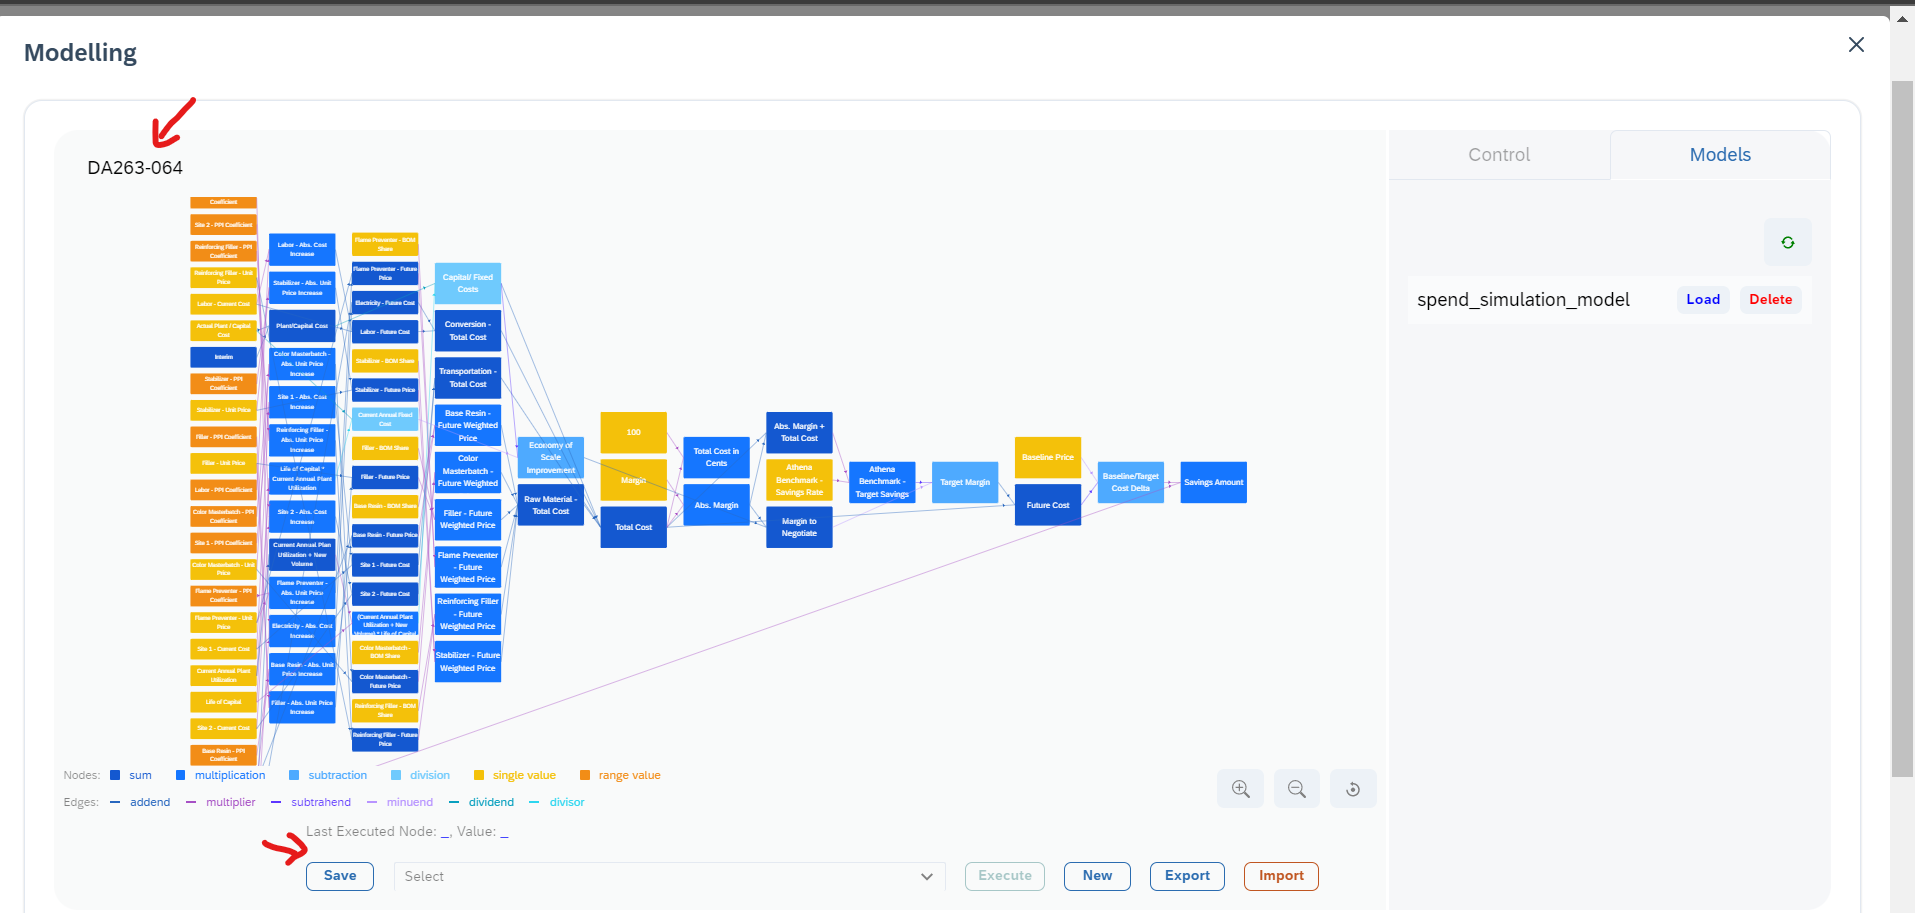 Modelling
DA263-064
Control
Models
spend_simulation_model
Load
Delete
Coefficient
Site 2 - PPI Coefficient
Reinforcing Filler - PPI
Coefficient
Reinforcing Filler - Unit
Price
Labor - Current Cost
Actual Plant / Capital
Cost
Interim
Stabilizer - PPI
Coefficient
Stabilizer - Unit Price
Filler - PPI Coefficient
Filler - Unit Price
Labor - PPI Coefficient
Color Masterbatch - PPI
Coefficient
Site 1 - PPI Coefficient
Color Masterbatch - Unit
Price
Flame Preventer - PPI
Coefficient
Flame Preventer - Unit
Price
Site 1 - Current Cost
Current Annual Plant
Utilization
Life of Capital
Site 2 - Current Cost
Base Resin - PPI
Coefficient
Labor - Abs. Cost
Increase
Stabilizer - Abs. Unit
Price Increase
Plant/Capital Cost
Color Masterbatch -
Abs. Unit Price
Increase
Site 1 - Abs. Cost
Increase
Reinforcing Filler -
Abs. Unit Price
Increase
Life of Capital *
Current Annual Plant
Utilization
Site 2 - Abs. Cost
Increase
Current Annual Plan
Utilization + New
Volume
Flame Preventer -
Abs. Unit Price
Increase
Electricity - Abs. Cost
Increase
Base Resin - Abs. Unit
Price Increase
Filler - Abs. Unit Price
Increase
Flame Preventer - BOM
Share
Flame Preventer - Future
Price
Electricity - Future Cost
Labor - Future Cost
Stabilizer - BOM Share
Stabilizer - Future Price
Current Annual Fixed
Cost
Filler - BOM Share
Filler - Future Price
Base Resin - BOM Share
Base Resin - Future Price
Site 1 - Future Cost
Site 2 - Future Cost
(Current Annual Plant
Utilization + New
Volume) * Life of Capital
Color Masterbatch -
BOM Share
Color Masterbatch -
Future Price
Reinforcing Filler - BOM
Share
Reinforcing Filler - Future
Price
Capital/ Fixed
Costs
Conversion -
Total Cost
Transportation -
Total Cost
Base Resin -
Future Weighted
Price
Color
Masterbatch -
Future Weighted
Filler - Future
Weighted Price
Flame Preventer
- Future
Weighted Price
Reinforcing Filler
- Future
Weighted Price
Stabilizer - Future
Weighted Price
Economy of
Scale
Improvement
Raw Material -
Total Cost
100
Margin
Total Cost
Total Cost in
Cents
Abs. Margin
Abs. Margin +
Total Cost
Athena
Benchmark -
Savings Rate
Margin to
Negotiate
Athena
Benchmark -
Target Savings
Target Margin
Baseline Price
Future Cost
Baseline/Target
Cost Delta
Savings Amount
Nodes: sum multiplication subtraction division single value range value
Edges: addend multiplier subtrahend minuend dividend divisor
Last Executed Node: _, Value: _
Save
Select
Execute
New
Export
Import